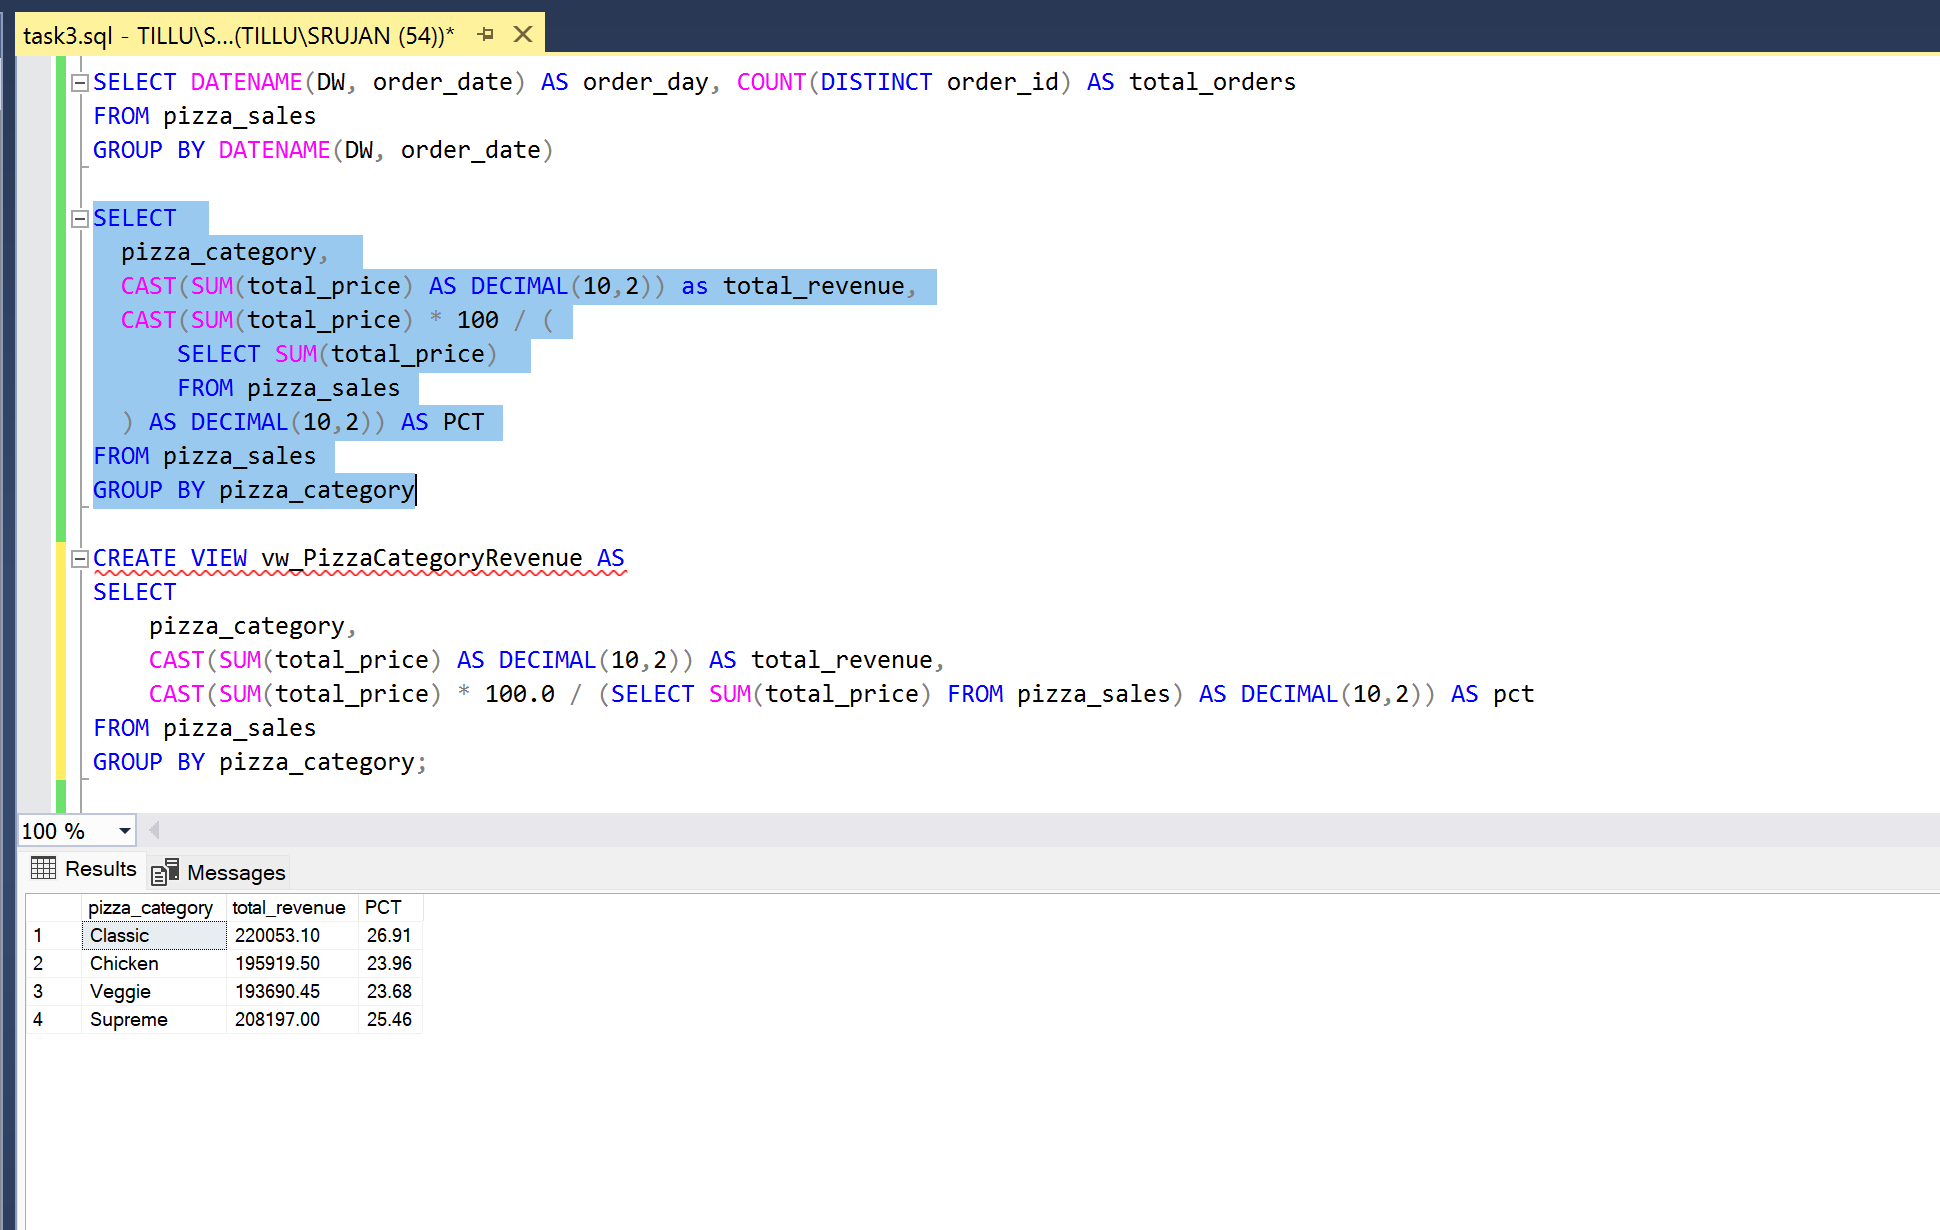 task3.sql - TILLU\S...(TILLU\SRUJAN (54))*
SELECT DATENAME(DW, order_date) AS order_day, COUNT(DISTINCT order_id) AS total_orders
FROM pizza_sales
GROUP BY DATENAME(DW, order_date)
SELECT
pizza_category,
CAST(SUM(total_price) AS DECIMAL(10,2)) as total_revenue,
CAST(SUM(total_price) * 100 / (
SELECT SUM(total_price)
FROM pizza_sales
) AS DECIMAL(10,2)) AS PCT
FROM pizza_sales
GROUP BY pizza_category
CREATE VIEW vw_PizzaCategoryRevenue AS
SELECT
pizza_category,
CAST(SUM(total_price) AS DECIMAL(10,2)) AS total_revenue,
CAST(SUM(total_price) * 100.0 / (SELECT SUM(total_price) FROM pizza_sales) AS DECIMAL(10,2)) AS pct
FROM pizza_sales
GROUP BY pizza_category;
100 %
Results Messages
pizza_category total_revenue PCT
1 Classic 220053.10 26.91
2 Chicken 195919.50 23.96
3 Veggie 193690.45 23.68
4 Supreme 208197.00 25.46